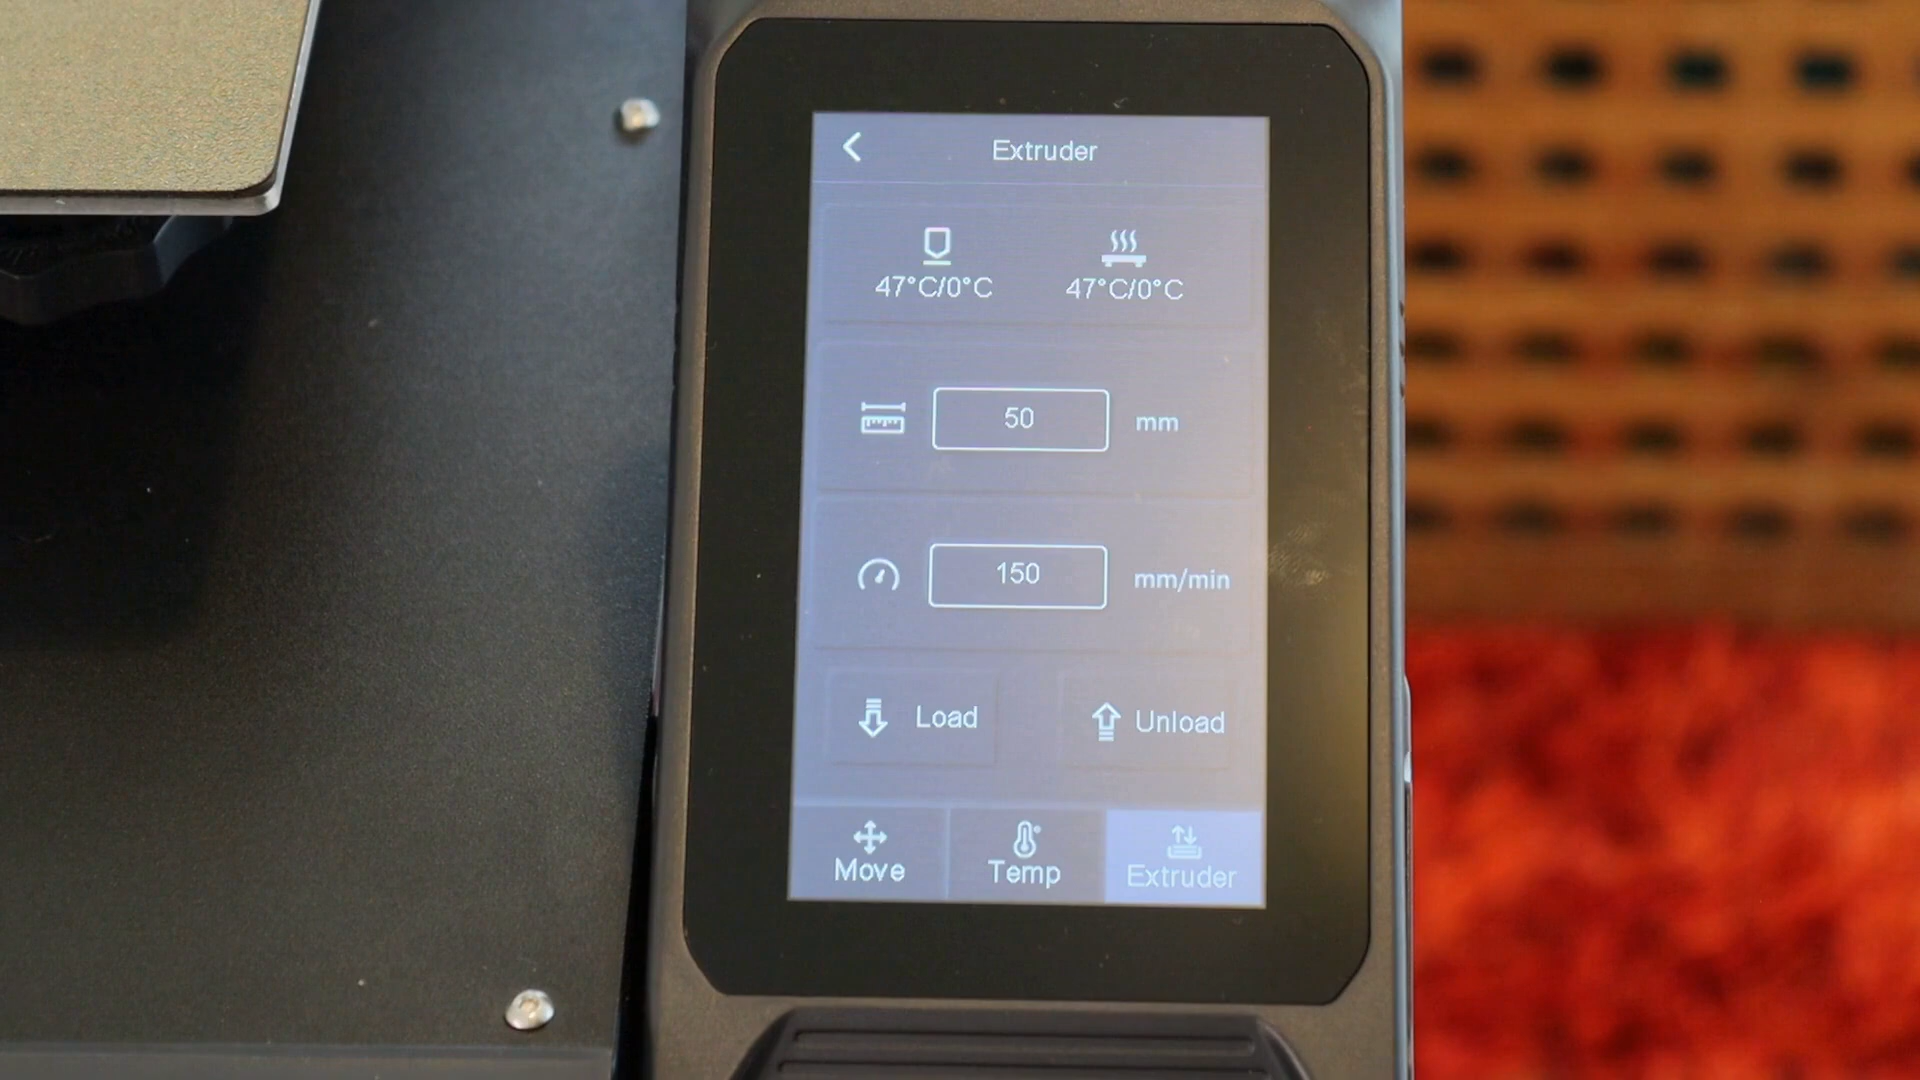 Extruder
47°C/0°C 47°C/0°C
50 mm
150 mm/min
Load Unload
Move Temp Extruder